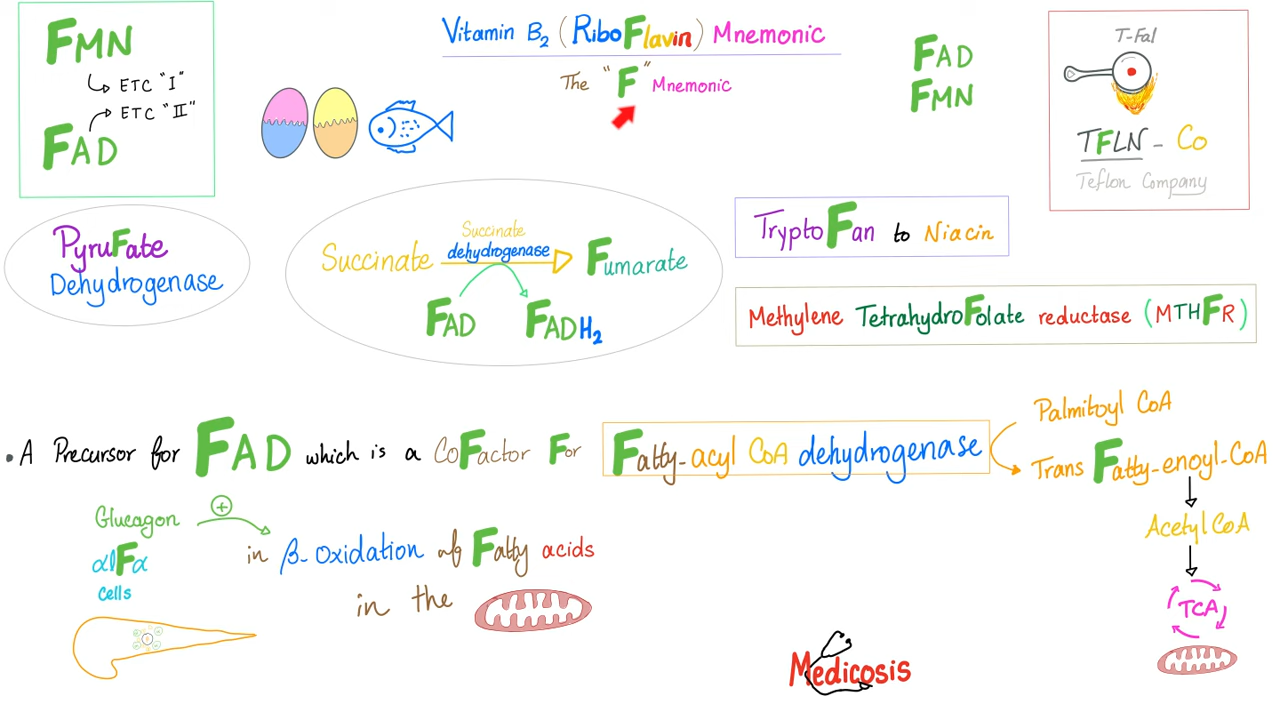 Vitamin B2 (RiboFlavin) Mnemonic
The "F" Mnemonic
FMN
ETC "I"
ETC "II"
FAD
FAD
FMN
T-Fal
TFLN - Co
Teflon Company
PyruFate
Dehydrogenase
Succinate
Succinate
dehydrogenase
Fumarate
FAD
FADH2
TryptoFan to Niacin
Methylene TetrahydroFolate reductase (MTHFR)
• A Precursor for FAD which is a CoFactor For Fatty-acyl CoA dehydrogenase
Palmitoyl CoA
Trans Fatty-enoyl-CoA
Acetyl CoA
TCA
Glucagon
+
αlFα
cells
in β-oxidation of Fatty acids
in the
Medicosis